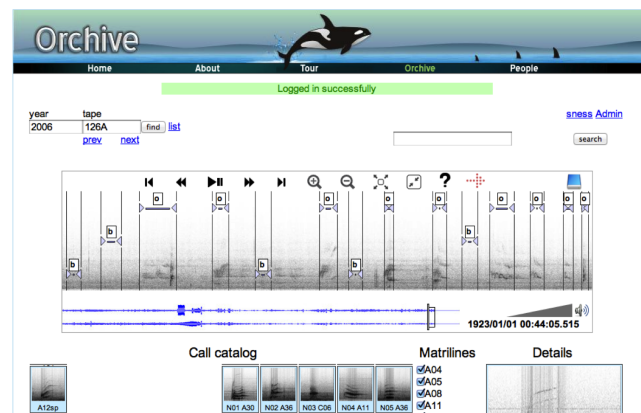 Orchive
Home About Tour Orchive People
Logged in successfully
year tape sness Admin
2006 126A find list
prev next search
?
o o o o o o o o o
b b
b b b
1923/01/01 00:44:05.515
Call catalog Matrilines Details
A04
A05
A08
A11
A12sp N01 A30 N02 A36 N03 C06 N04 A11 N05 A36